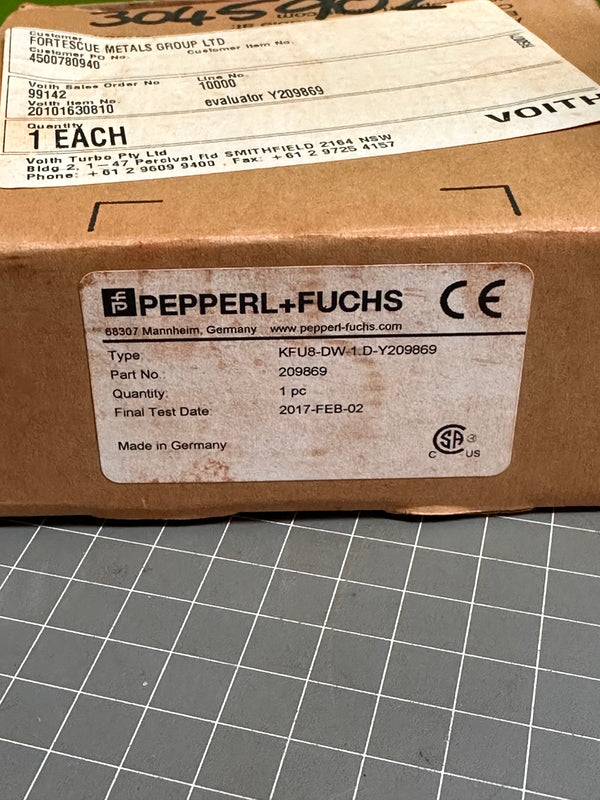 3045902
Customer
FORTESCUE METALS GROUP LTD
Customer PO No. Customer Item No.
4500780940
Voith Sales Order No Line No.
99142 10000
Voith Item No. evaluator Y209869
20101630810
Quantity
1 EACH
VOITH
Voith Turbo Pty Ltd
Bldg 2, 1-47 Percival Rd SMITHFIELD 2164 NSW
Phone: +61 2 9609 9400 . Fax: +61 2 9725 4157
PEPPERL+FUCHS CE
68307 Mannheim, Germany www.pepperl-fuchs.com
Type KFU8-DW-1.D-Y209869
Part No. 209869
Quantity: 1 pc
Final Test Date: 2017-FEB-02
Made in Germany
CSA
C US